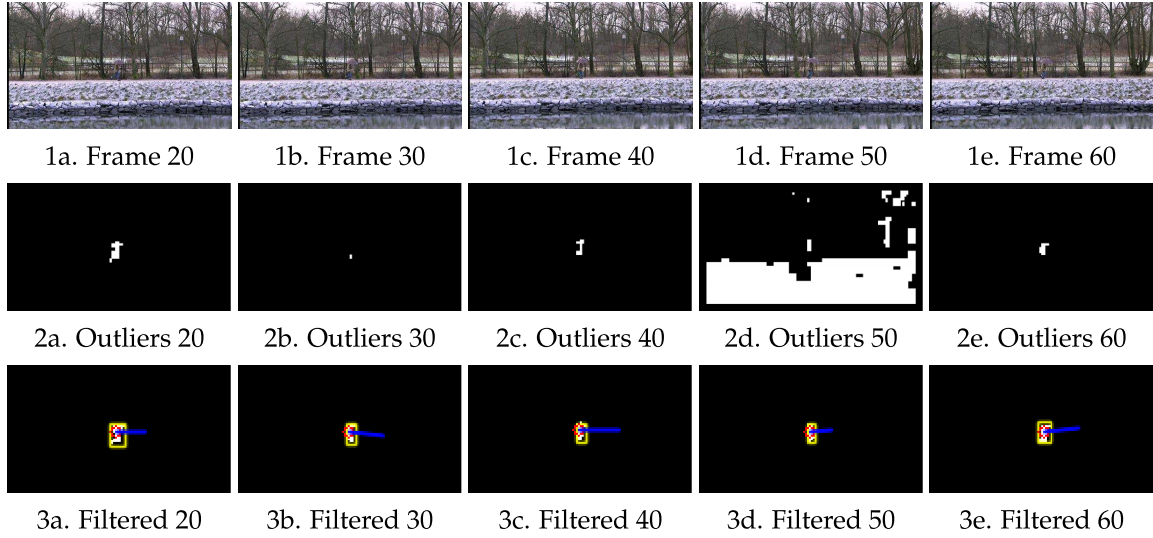 1a. Frame 20
1b. Frame 30
1c. Frame 40
1d. Frame 50
1e. Frame 60
2a. Outliers 20
2b. Outliers 30
2c. Outliers 40
2d. Outliers 50
2e. Outliers 60
3a. Filtered 20
3b. Filtered 30
3c. Filtered 40
3d. Filtered 50
3e. Filtered 60